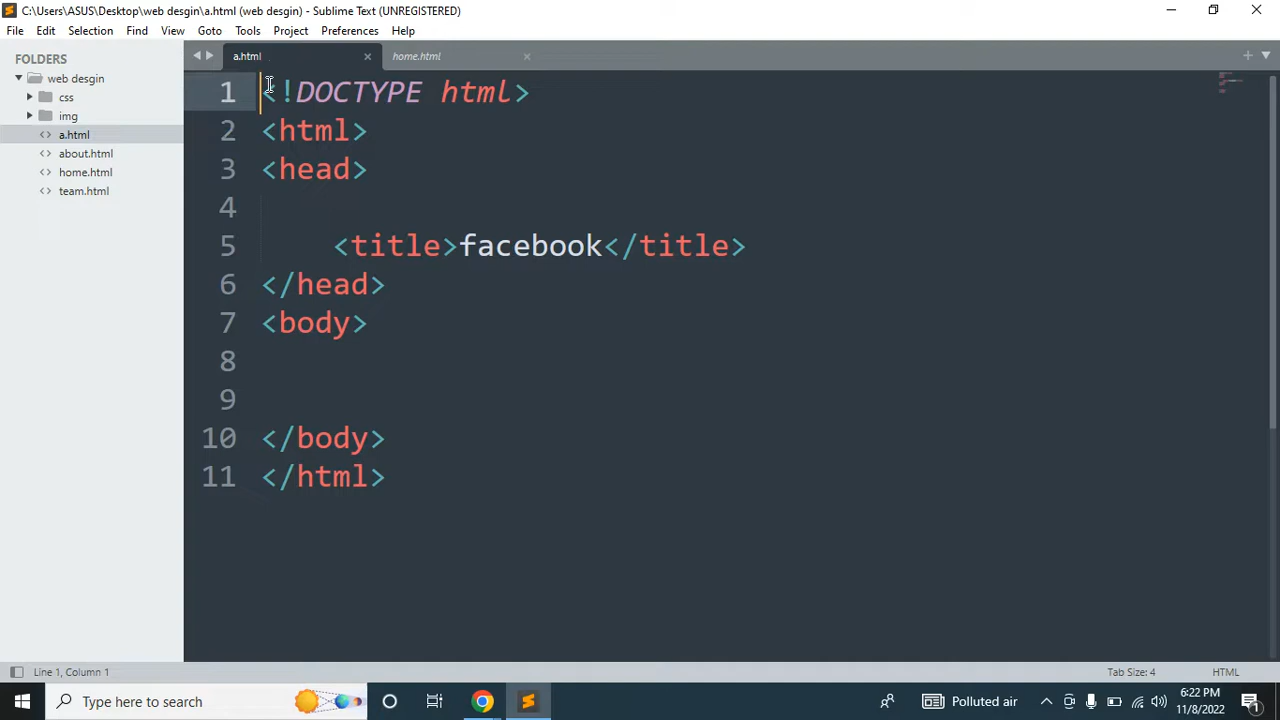 C:\Users\ASUS\Desktop\web desgin\a.html (web desgin) - Sublime Text (UNREGISTERED)
File Edit Selection Find View Goto Tools Project Preferences Help
FOLDERS
web desgin
css
img
a.html
about.html
home.html
team.html
a.html home.html
1 <!DOCTYPE html>
2 <html>
3 <head>
4
5 <title>facebook</title>
6 </head>
7 <body>
8
9
10 </body>
11 </html>
Line 1, Column 1 Tab Size: 4 HTML
Type here to search Polluted air 6:22 PM
11/8/2022 1